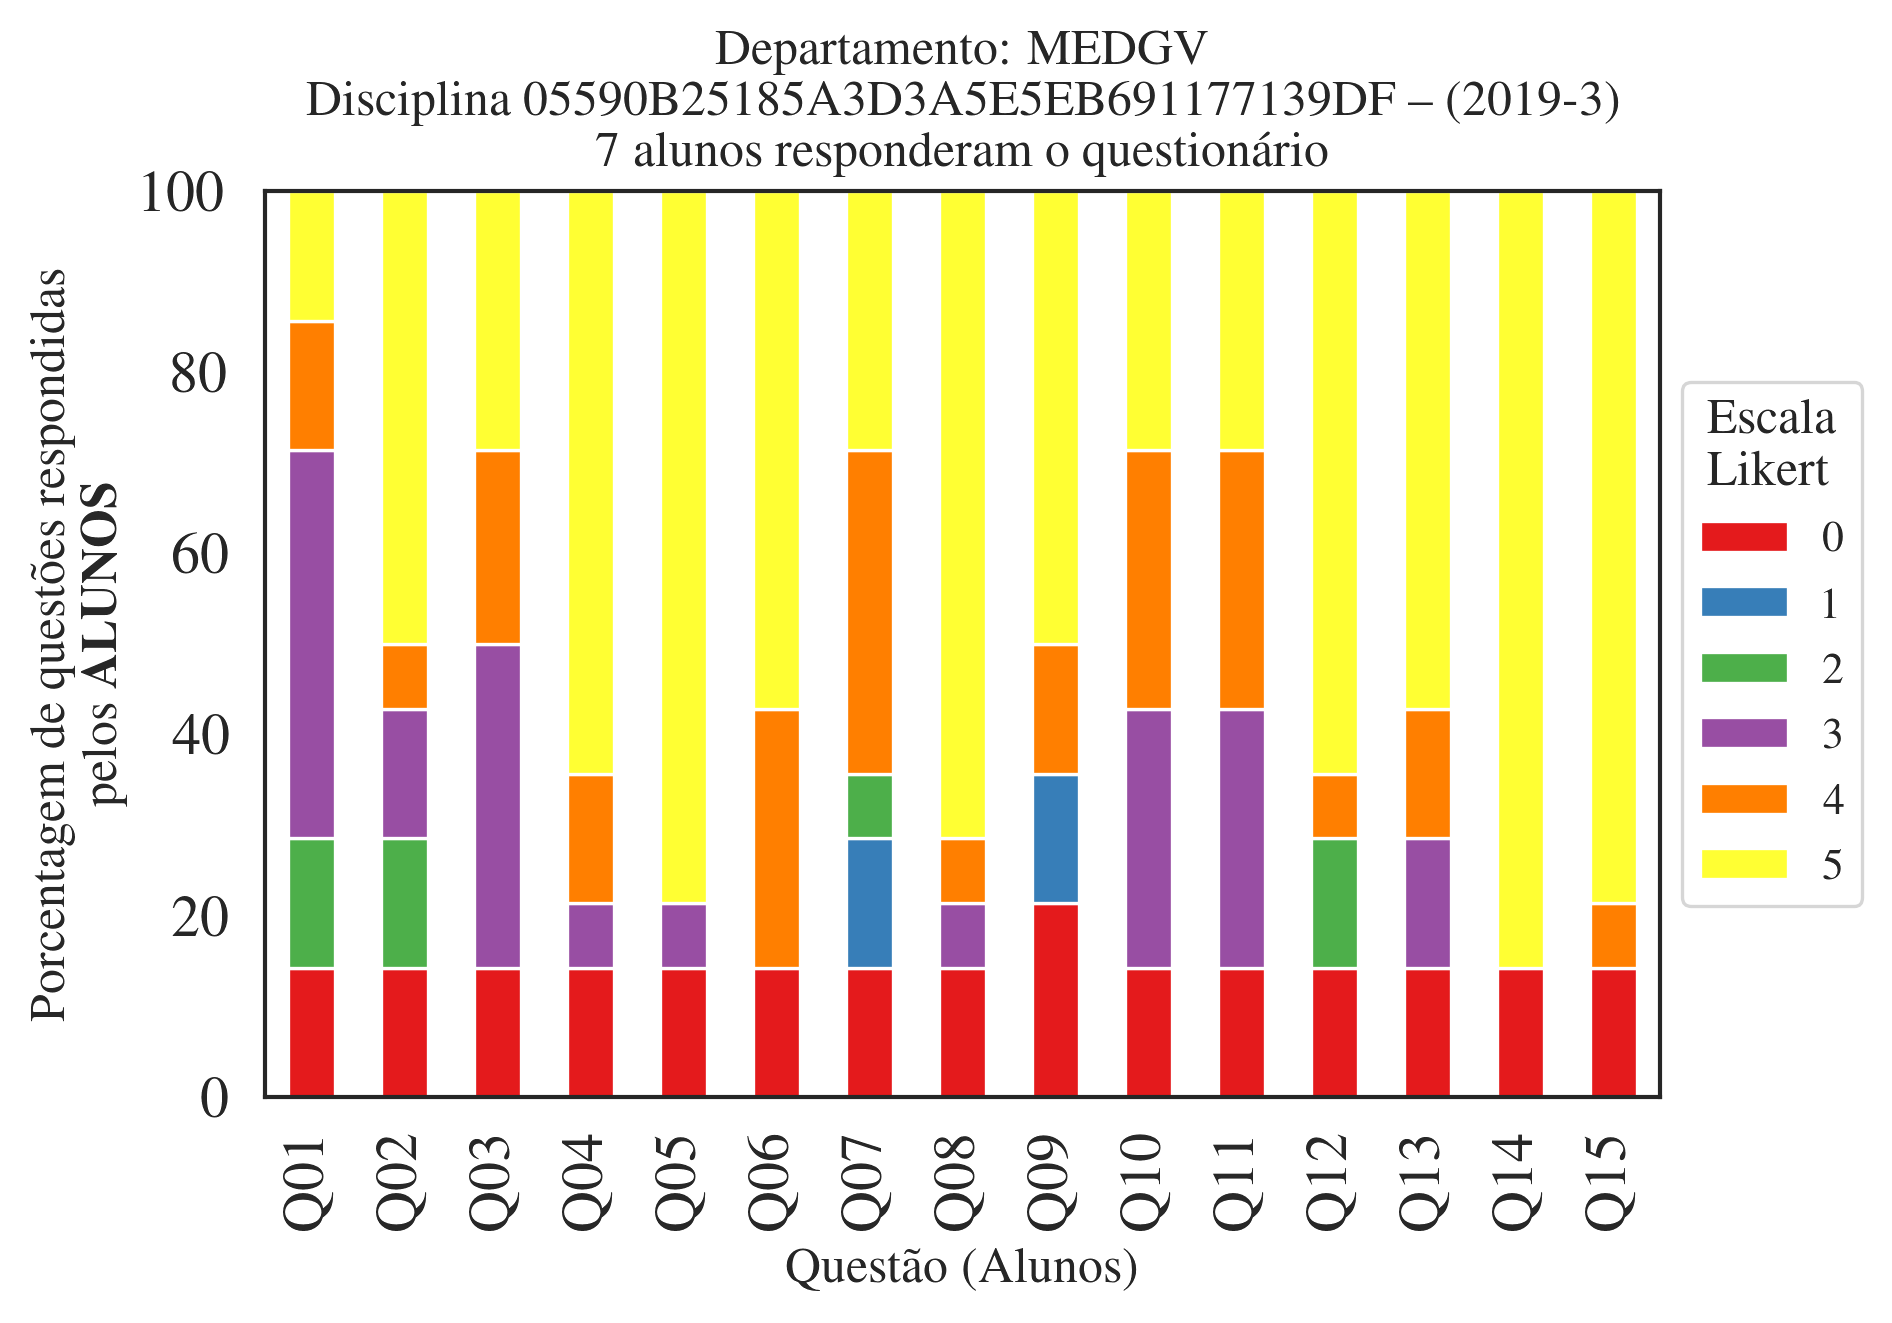 Departamento: MEDGV
Disciplina 05590B25185A3D3A5E5EB691177139DF – (2019-3)
7 alunos responderam o questionário
100
80
60
40
20
0
Porcentagem de questões respondidas
pelos ALUNOS
Q01
Q02
Q03
Q04
Q05
Q06
Q07
Q08
Q09
Q10
Q11
Q12
Q13
Q14
Q15
Questão (Alunos)
Escala
Likert
0
1
2
3
4
5